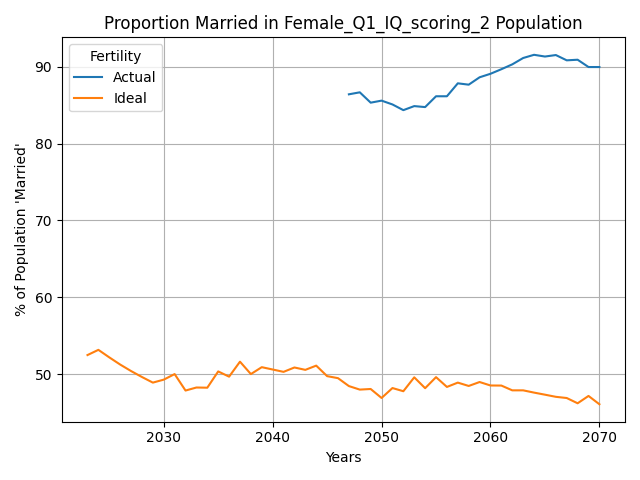 Proportion Married in Female_Q1_IQ_scoring_2 Population
Fertility
Actual
Ideal
% of Population 'Married'
90
80
70
60
50
2030
2040
2050
2060
2070
Years